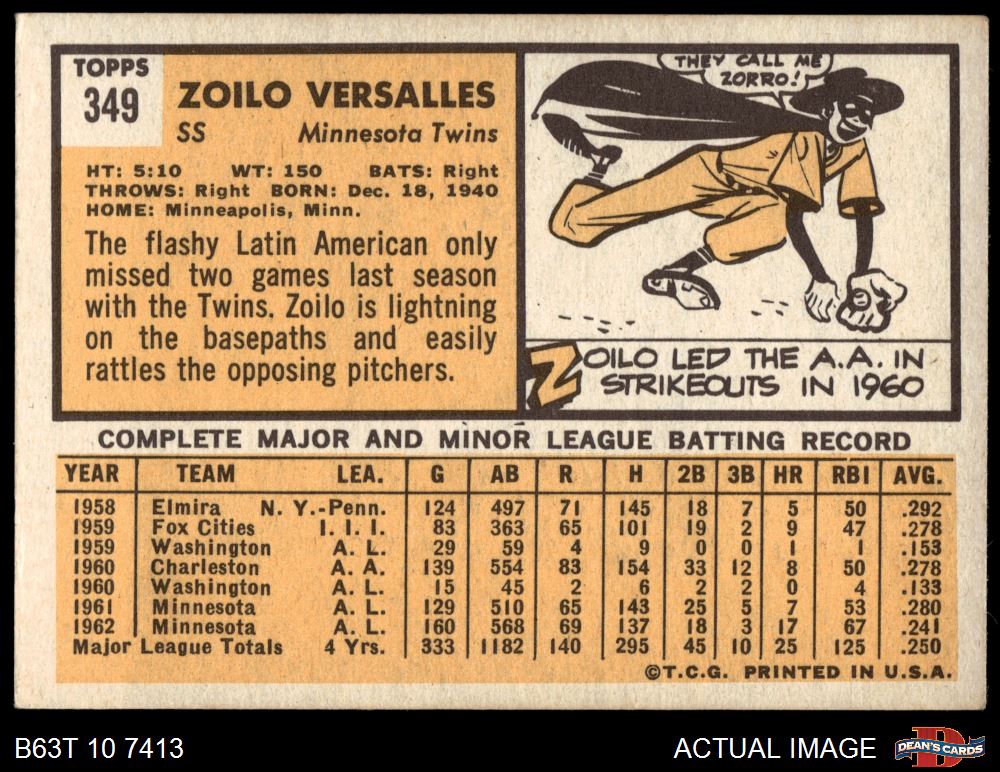 TOPPS
349
ZOILO VERSALLES
SS Minnesota Twins
HT: 5:10 WT: 150 BATS: Right
THROWS: Right BORN: Dec. 18, 1940
HOME: Minneapolis, Minn.
The flashy Latin American only
missed two games last season
with the Twins. Zoilo is lightning
on the basepaths and easily
rattles the opposing pitchers.
THEY CALL ME
ZORRO!
ZOILO LED THE A.A. IN
STRIKEOUTS IN 1960
COMPLETE MAJOR AND MINOR LEAGUE BATTING RECORD
YEAR TEAM LEA. G AB R H 2B 3B HR RBI AVG.
1958 Elmira N. Y.-Penn. 124 497 71 145 18 7 5 50 .292
1959 Fox Cities I. I. I. 83 363 65 101 19 2 9 47 .278
1959 Washington A. L. 29 59 4 9 0 0 1 1 .153
1960 Charleston A. A. 139 554 83 154 33 12 8 50 .278
1960 Washington A. L. 15 45 2 6 2 2 0 4 .133
1961 Minnesota A. L. 129 510 65 143 25 5 7 53 .280
1962 Minnesota A. L. 160 568 69 137 18 3 17 67 .241
Major League Totals 4 Yrs. 333 1182 140 295 45 10 25 125 .250
©T.C.G. PRINTED IN U.S.A.
B63T 10 7413
ACTUAL IMAGE
DEAN'S CARDS